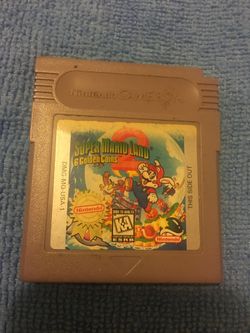 Nintendo GAME BOY
SUPER MARIO LAND
2
6 Golden Coins
DMG-MQ-USA-1
THIS SIDE OUT
Nintendo
K-A
ESRB
Nintendo